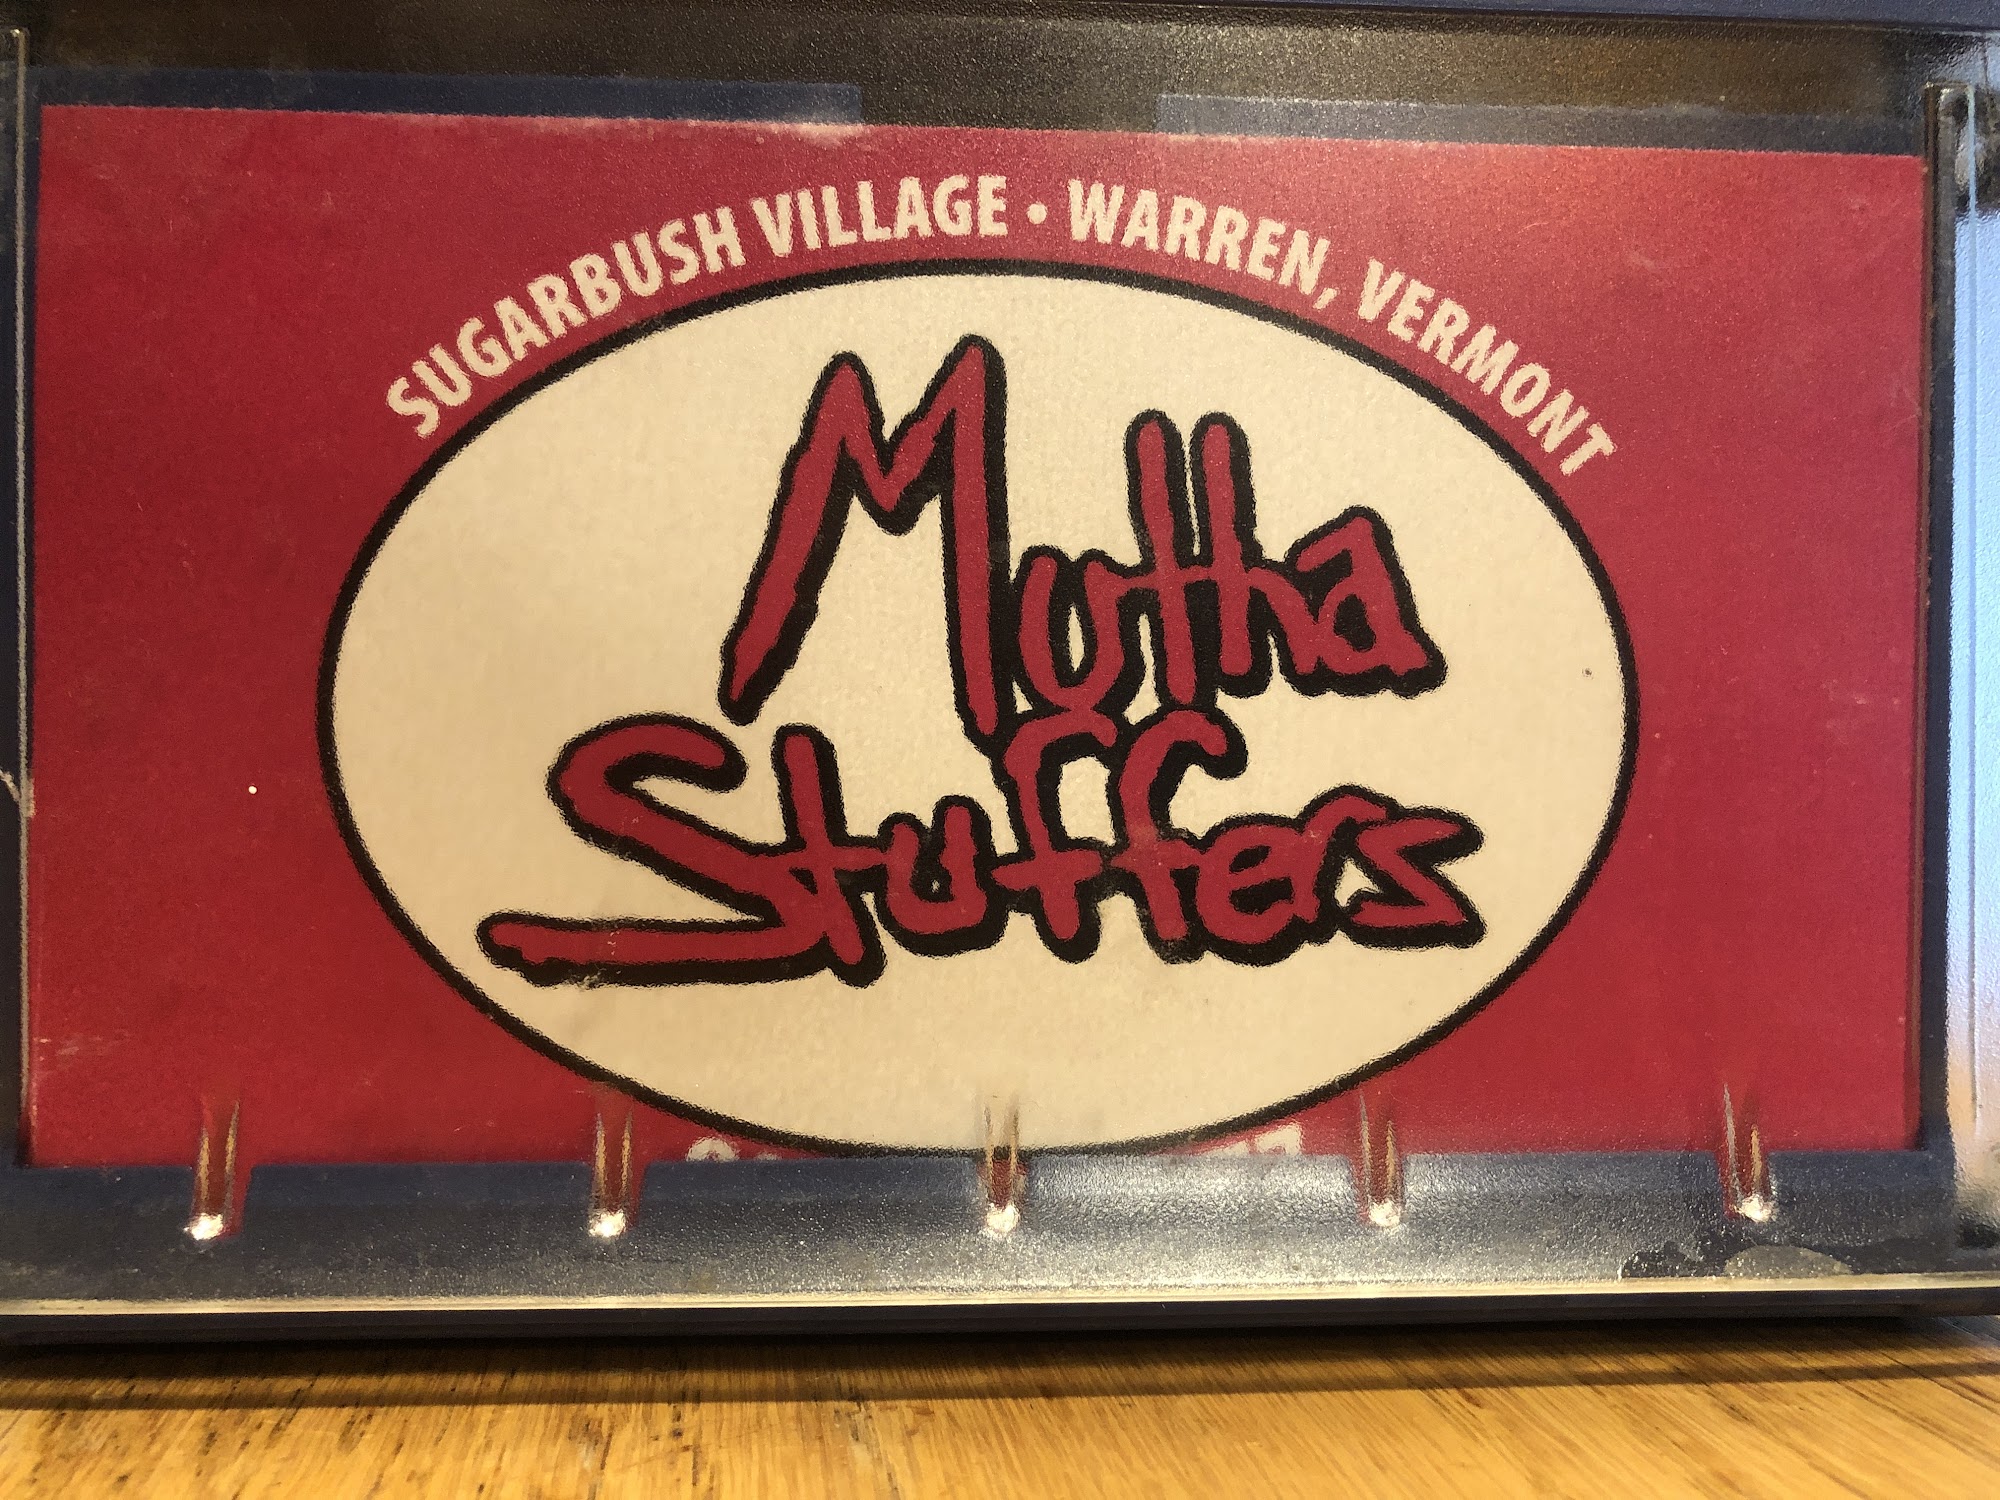 SUGARBUSH VILLAGE • WARREN, VERMONT
Mutha
Stuffers